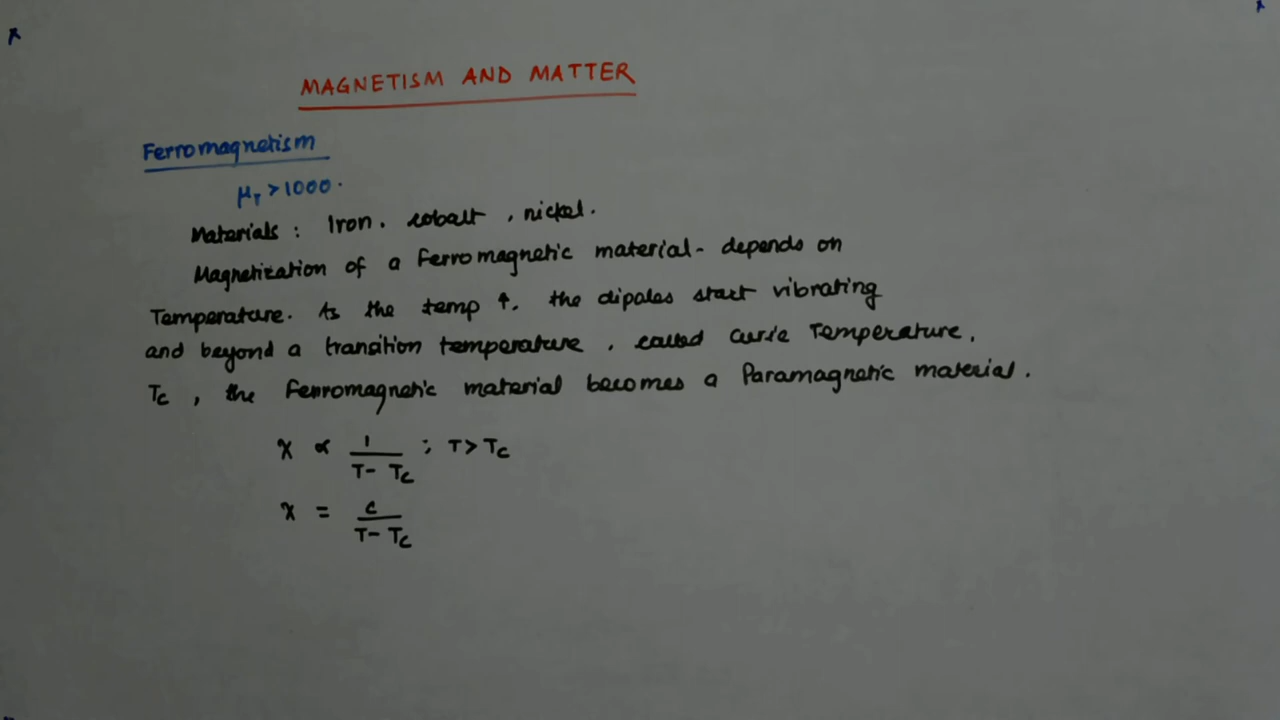 MAGNETISM AND MATTER
Ferromagnetism
μr > 1000.
Materials : Iron, cobalt, nickel.
Magnetization of a Ferromagnetic material- depends on
Temperature. As the temp ↑, the dipoles start vibrating
and beyond a transition temperature, called Curie Temperature,
Tc, the Ferromagnetic material becomes a Paramagnetic material.
χ ∝ 1/(T - Tc) ; T > Tc
χ = C/(T - Tc)